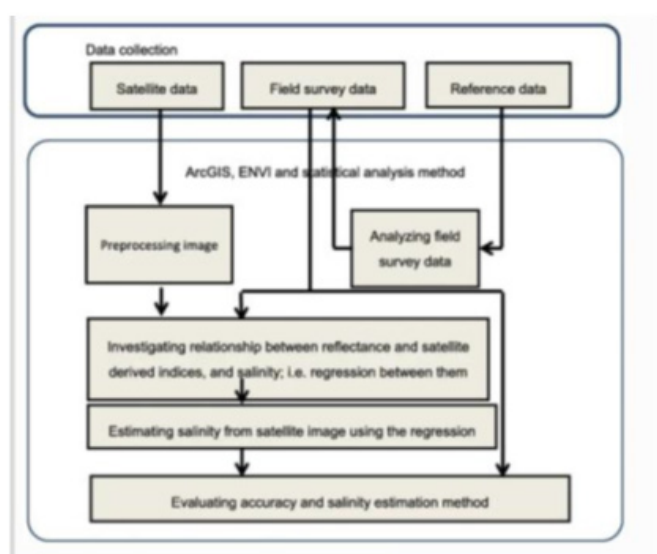 Data collection
Satellite data
Field survey data
Reference data
ArcGIS, ENVI and statistical analysis method
Preprocessing image
Analyzing field
survey data
Investigating relationship between reflectance and satellite
derived indices, and salinity; i.e. regression between them
Estimating salinity from satellite image using the regression
Evaluating accuracy and salinity estimation method